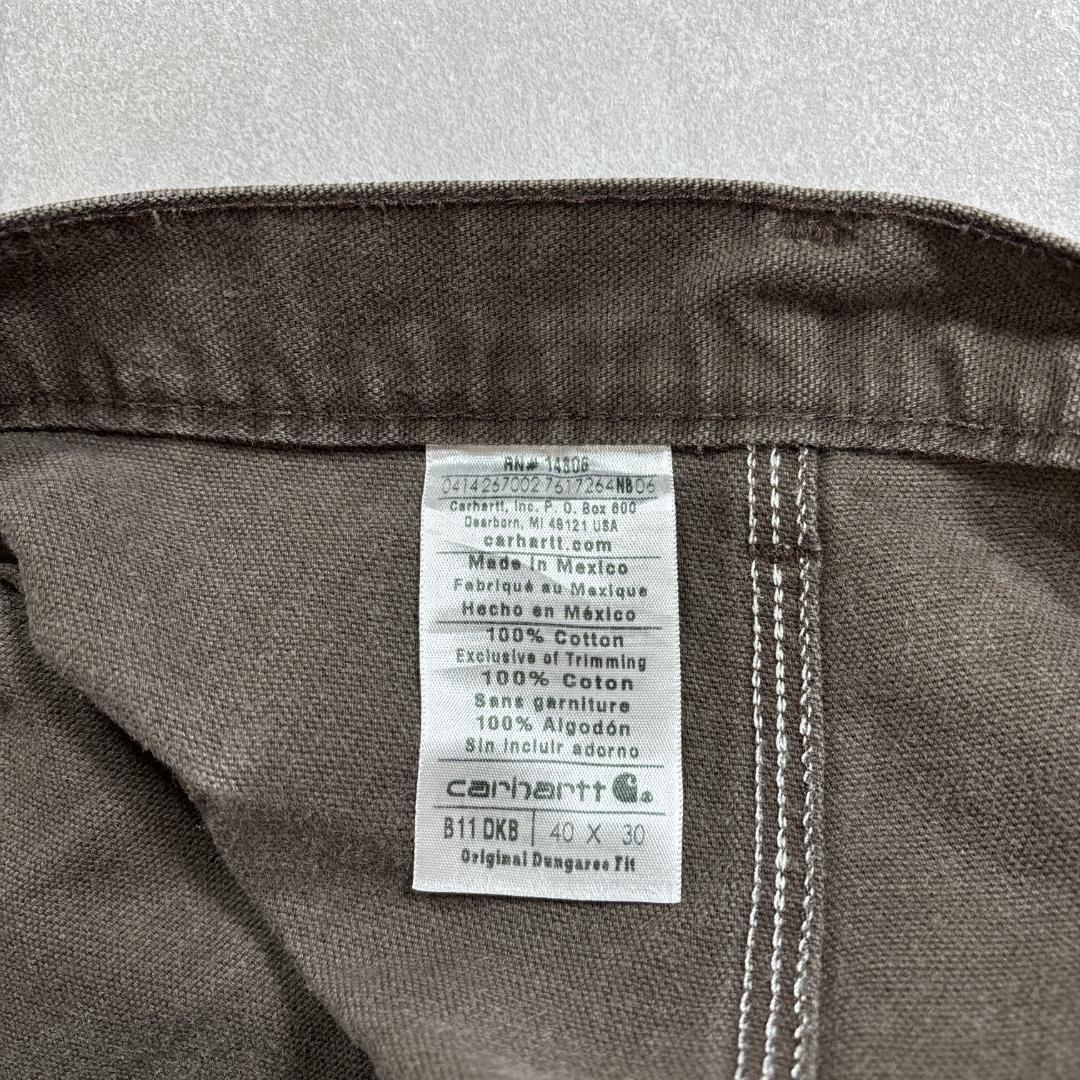 RN# 14806
0414267002 7617264NB06
Carhartt, Inc. P. O. Box 600
Dearborn, MI 48121 USA
carhartt.com
Made in Mexico
Fabriqué au Mexique
Hecho en México
100% Cotton
Exclusive of Trimming
100% Coton
Sans garniture
100% Algodón
Sin incluir adorno
carhartt
B11 DKB | 40 X 30
Original Dungaree Fit